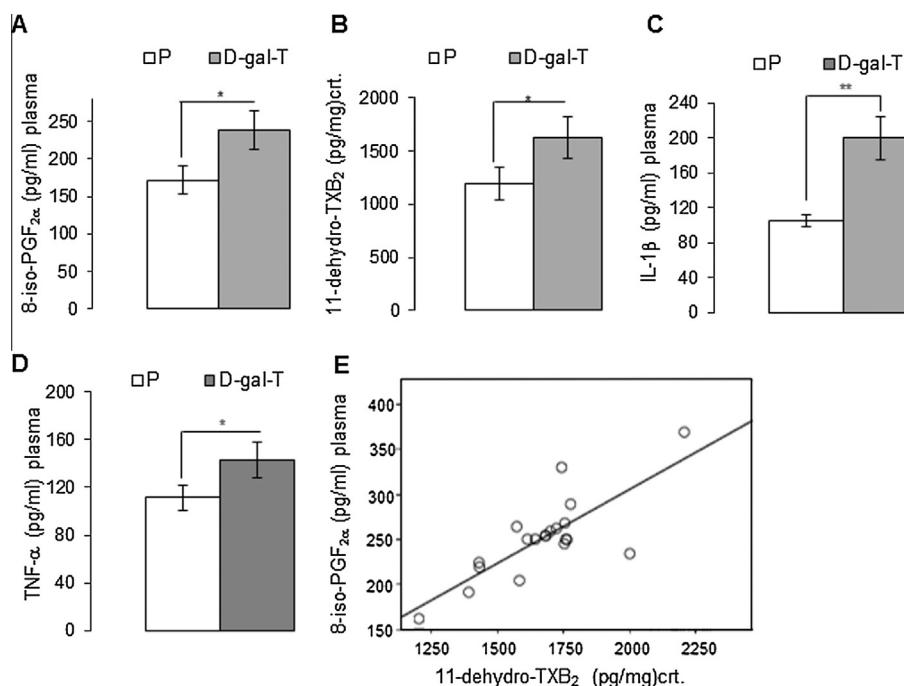 A
P D-gal-T
*
8-iso-PGF2α (pg/ml) plasma
250
200
150
100
50
0
B
P D-gal-T
*
11-dehydro-TXB2 (pg/mg)crt.
2000
1500
1000
500
0
C
P D-gal-T
**
IL-1β (pg/ml) plasma
240
200
160
120
80
40
0
D
P D-gal-T
*
TNF-α (pg/ml) plasma
200
160
120
80
40
0
E
8-iso-PGF2α (pg/ml) plasma
400
350
300
250
200
150
1250 1500 1750 2000 2250
11-dehydro-TXB2 (pg/mg)crt.